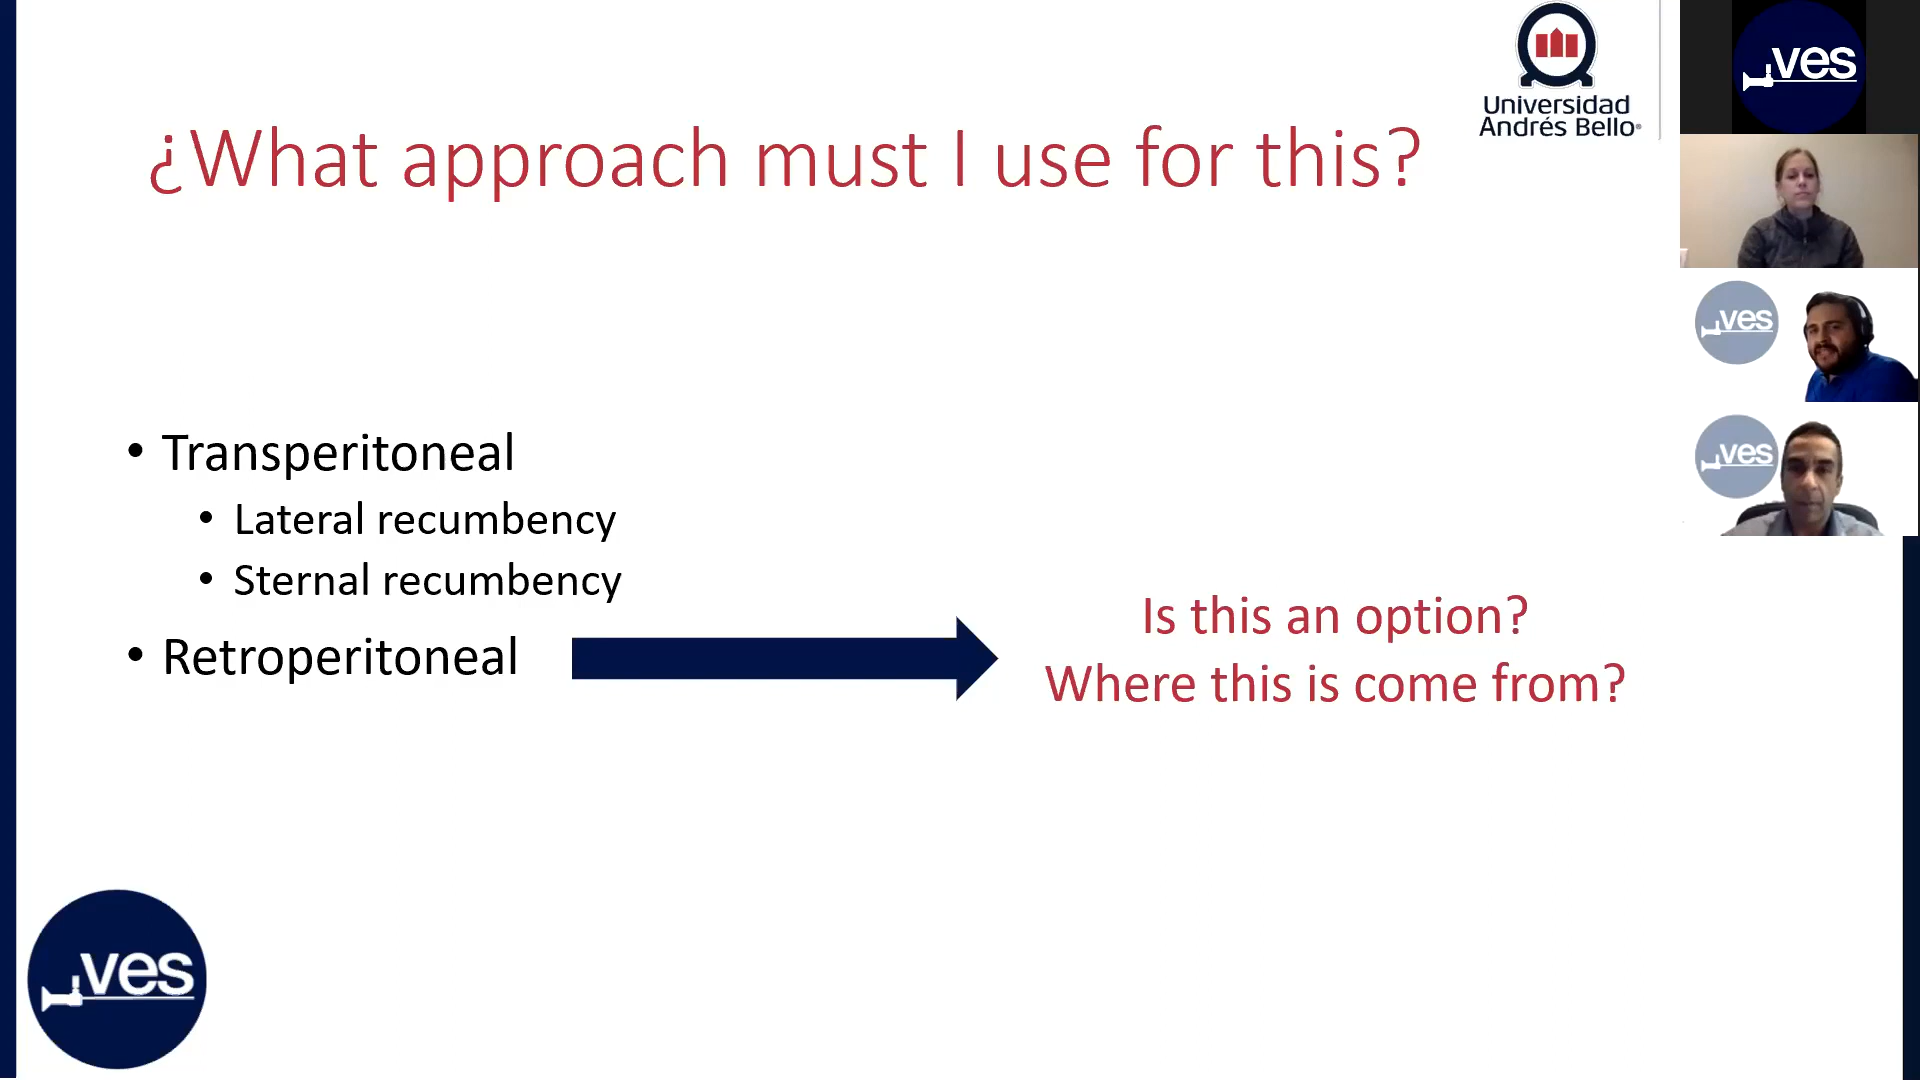 Universidad
Andrés Bello
¿What approach must I use for this?
• Transperitoneal
• Lateral recumbency
• Sternal recumbency
• Retroperitoneal
Is this an option?
Where this is come from?
ves
ves
ves
ves